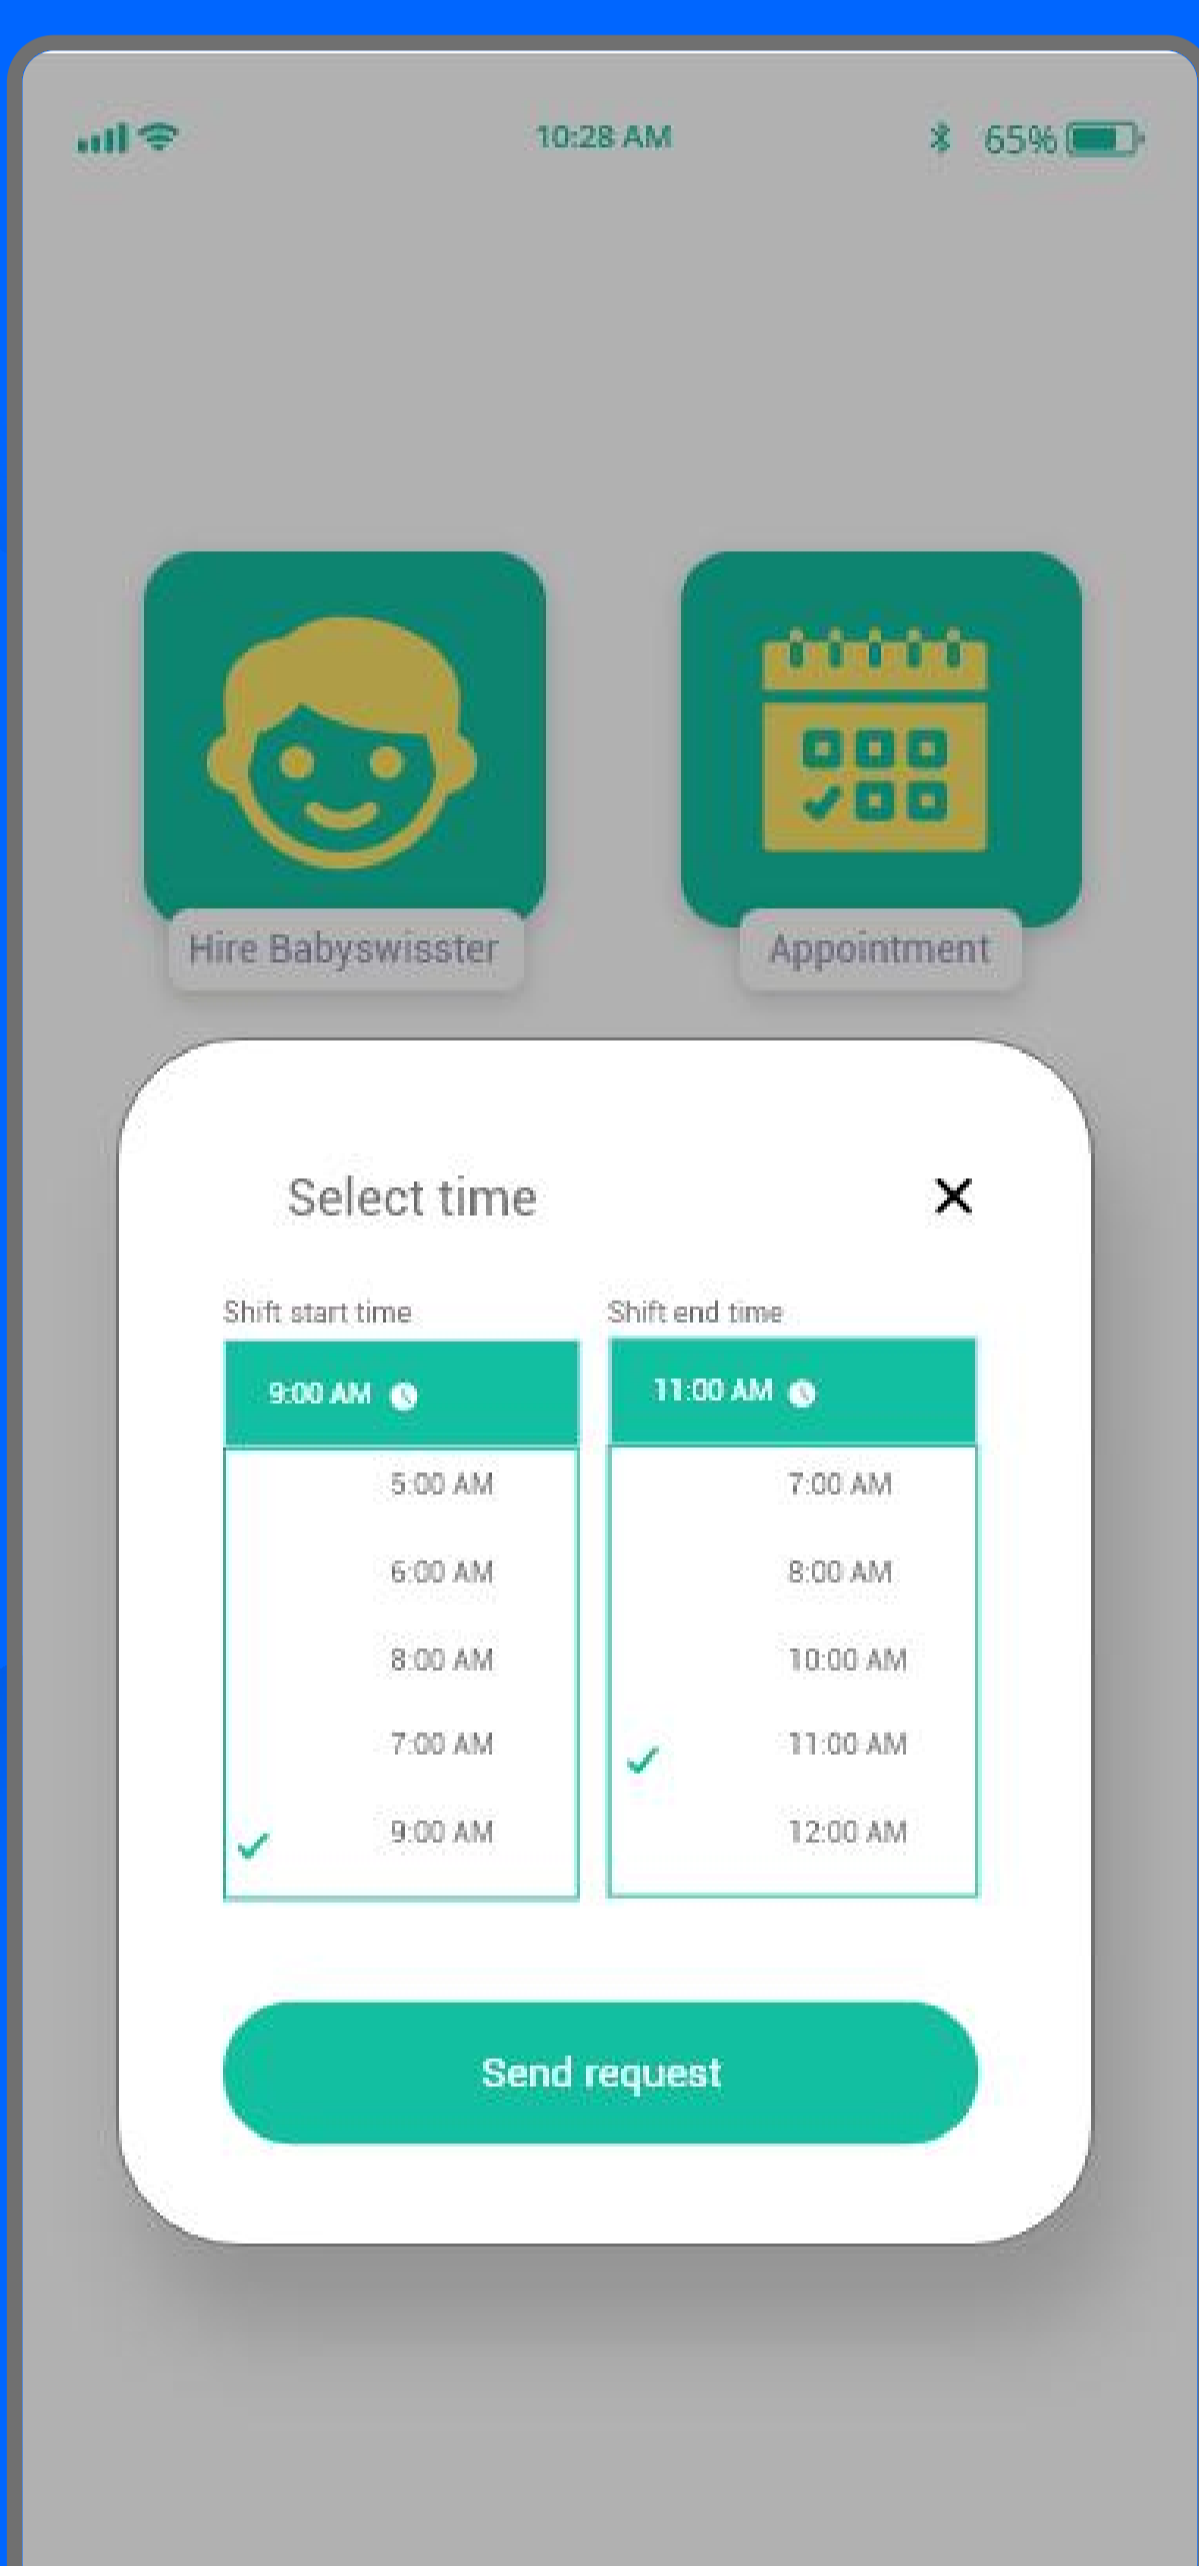 10:28 AM
65%
Hire Babyswisster
Appointment
Select time
Shift start time
Shift end time
9:00 AM
11:00 AM
5:00 AM
7:00 AM
6:00 AM
8:00 AM
8:00 AM
10:00 AM
7:00 AM
11:00 AM
9:00 AM
12:00 AM
Send request